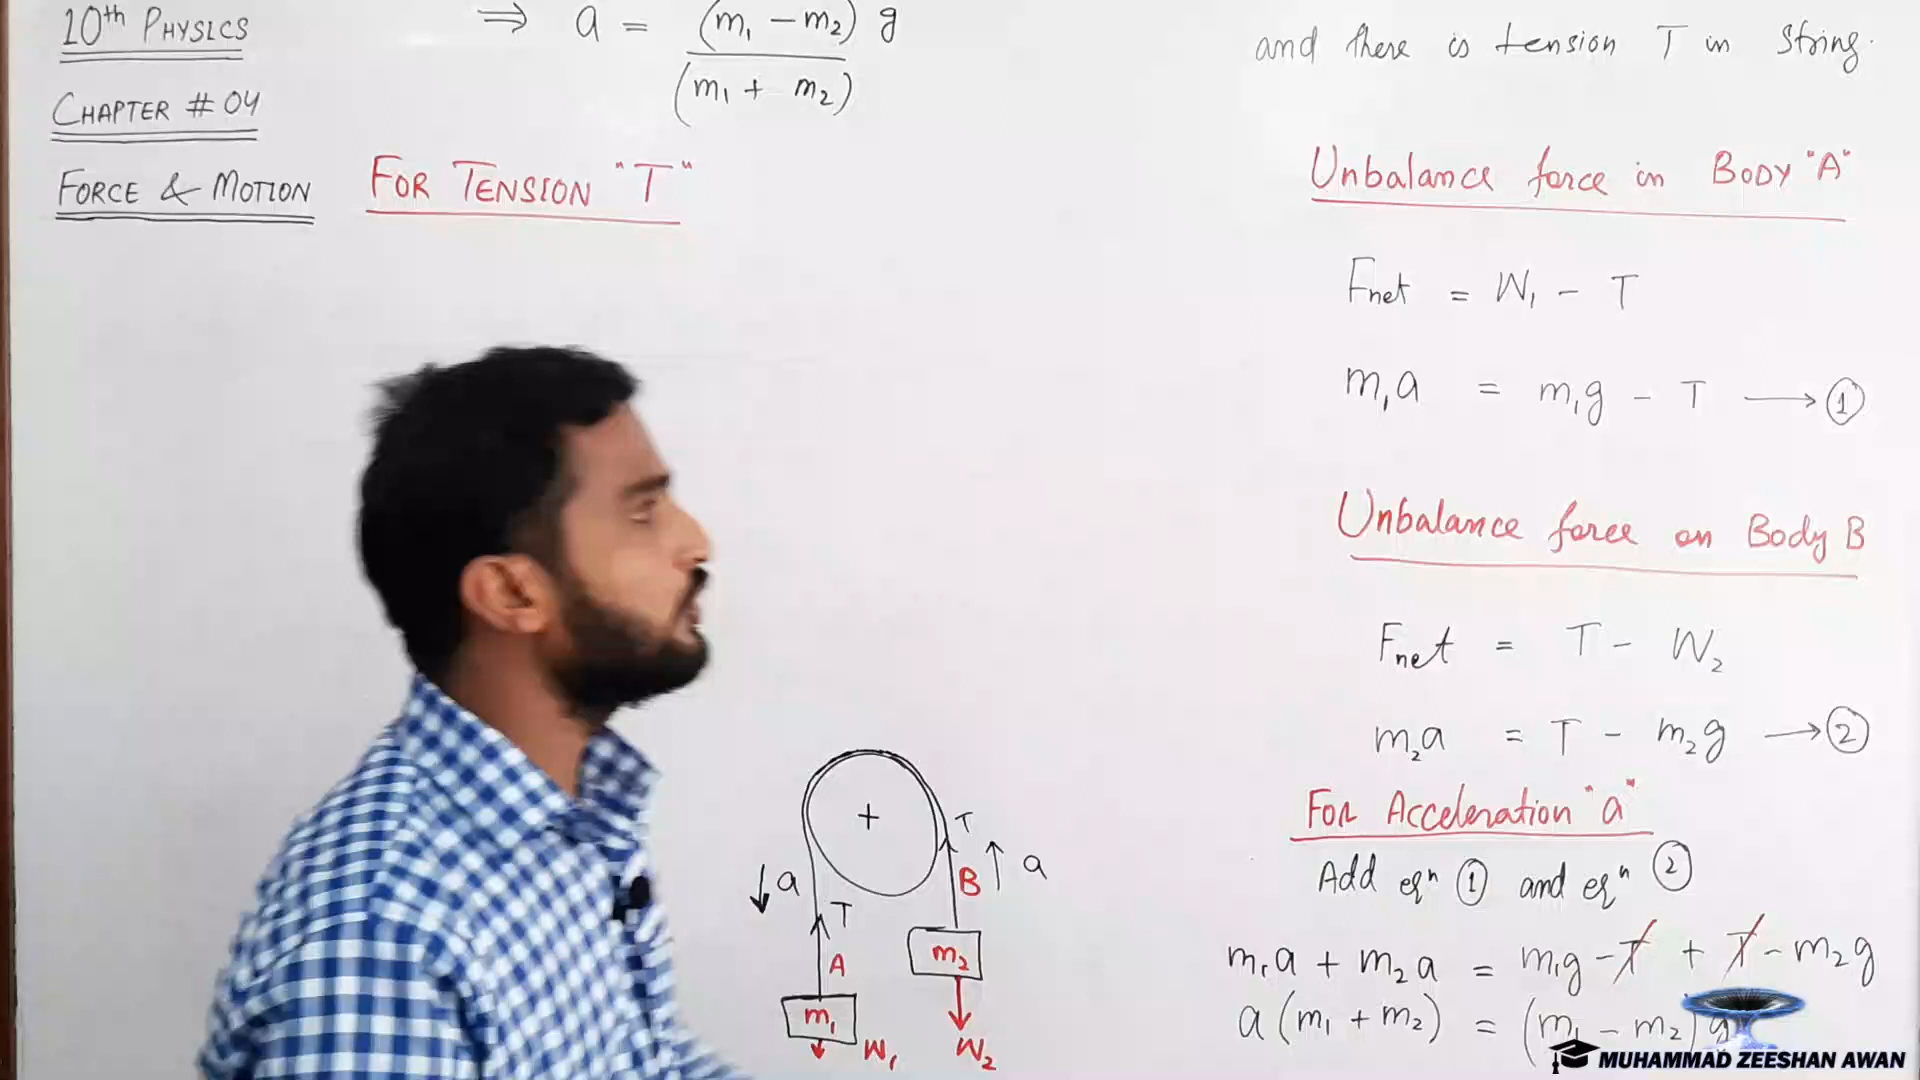 10th PHYSICS
CHAPTER # 04
FORCE & MOTION
⇒ a = (m₁ - m₂) g
(m₁ + m₂)
FOR TENSION "T"
a
T
A
m₁
W₁
+
T
B
a
m₂
W₂
and there is tension T in string.
Unbalance force in BODY "A"
Fnet = W₁ - T
m₁a = m₁g - T → ①
Unbalance force on Body B
Fnet = T - W₂
m₂a = T - m₂g → ②
FOR Acceleration "a"
Add eqⁿ ① and eqⁿ ②
m₁a + m₂a = m₁g - T + T - m₂g
a (m₁ + m₂) = (m₁ - m₂) g
MUHAMMAD ZEESHAN AWAN